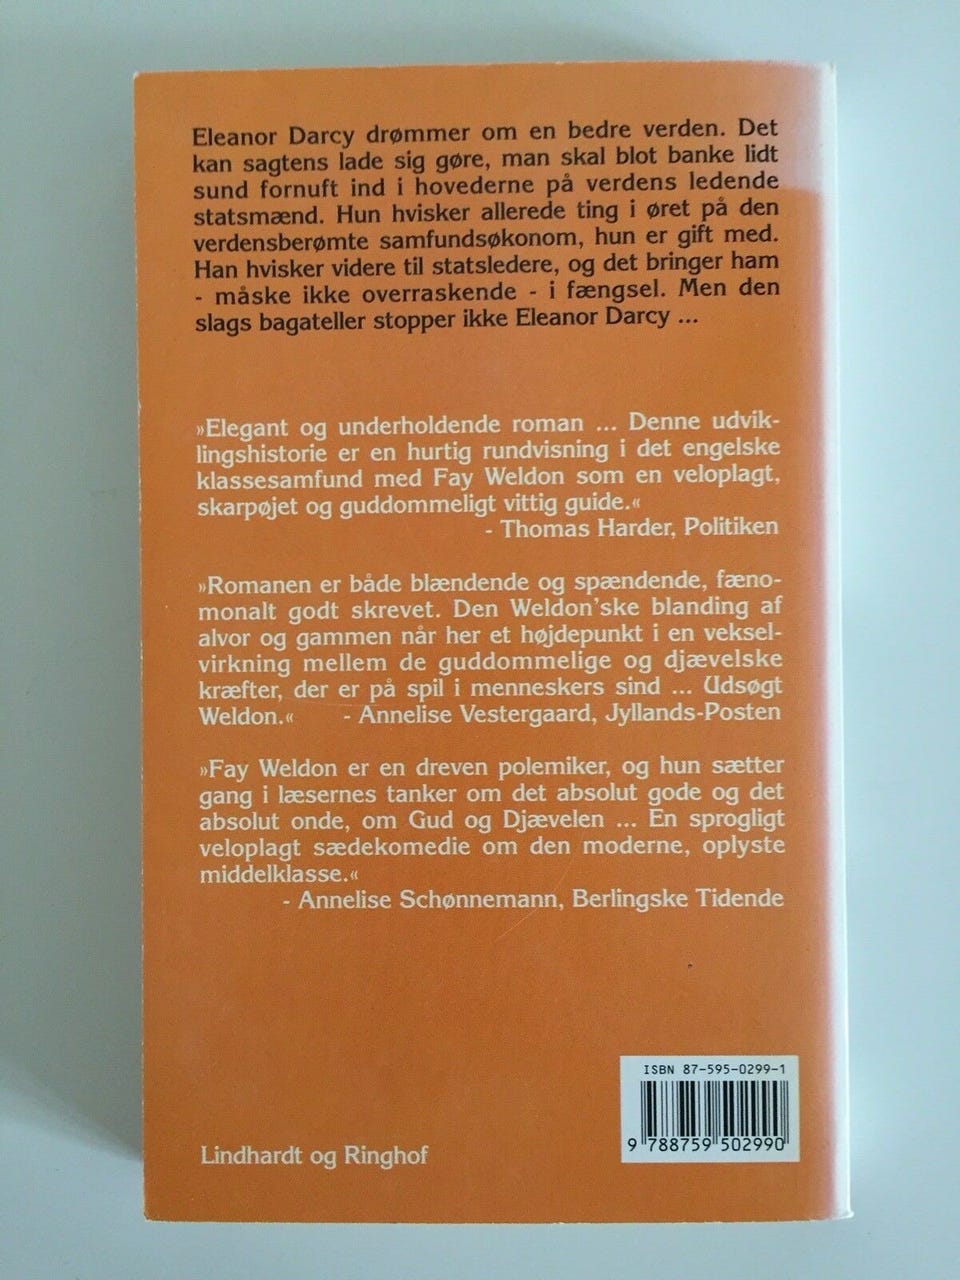 Eleanor Darcy drømmer om en bedre verden. Det
kan sagtens lade sig gøre, man skal blot banke lidt
sund fornuft ind i hovederne på verdens ledende
statsmænd. Hun hvisker allerede ting i øret på den
verdensberømte samfundsøkonom, hun er gift med.
Han hvisker videre til statsledere, og det bringer ham
- måske ikke overraskende - i fængsel. Men den
slags bagateller stopper ikke Eleanor Darcy ...
»Elegant og underholdende roman ... Denne udvik-
lingshistorie er en hurtig rundvisning i det engelske
klassesamfund med Fay Weldon som en veloplagt,
skarpøjet og guddommeligt vittig guide.«
- Thomas Harder, Politiken
»Romanen er både blændende og spændende, fæno-
monalt godt skrevet. Den Weldon'ske blanding af
alvor og gammen når her et højdepunkt i en veksel-
virkning mellem de guddommelige og djævelske
kræfter, der er på spil i menneskers sind ... Udsøgt
Weldon.« - Annelise Vestergaard, Jyllands-Posten
»Fay Weldon er en dreven polemiker, og hun sætter
gang i læsernes tanker om det absolut gode og det
absolut onde, om Gud og Djævelen ... En sprogligt
veloplagt sædekomedie om den moderne, oplyste
middelklasse.«
- Annelise Schønnemann, Berlingske Tidende
ISBN 87-595-0299-1
9 788759 502990
Lindhardt og Ringhof